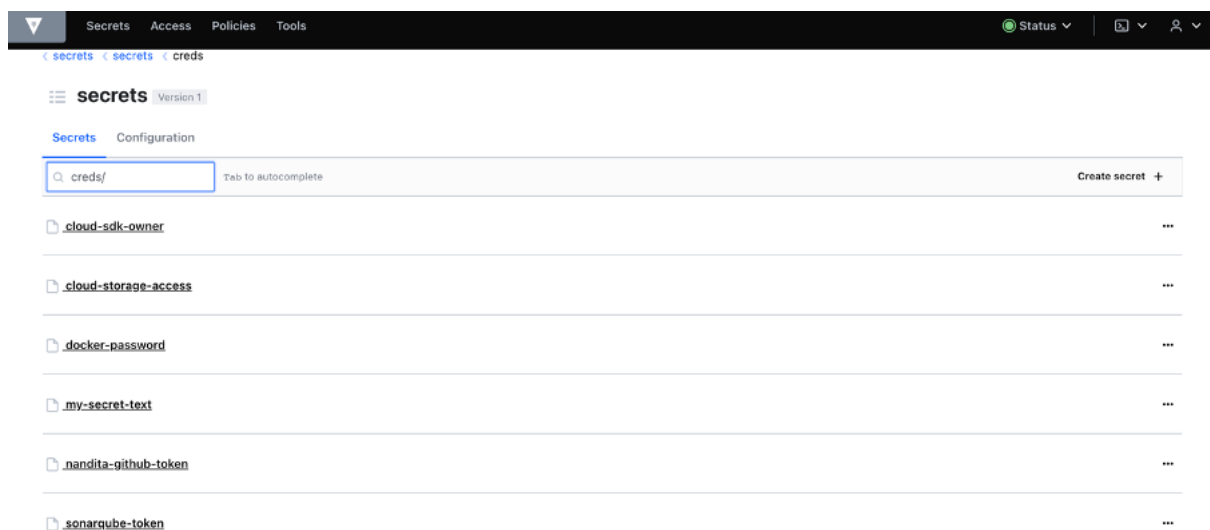 Secrets Access Policies Tools Status
< secrets < secrets < creds
secrets Version 1
Secrets Configuration
creds/ Tab to autocomplete Create secret +
cloud-sdk-owner
cloud-storage-access
docker-password
my-secret-text
nandita-github-token
sonarqube-token